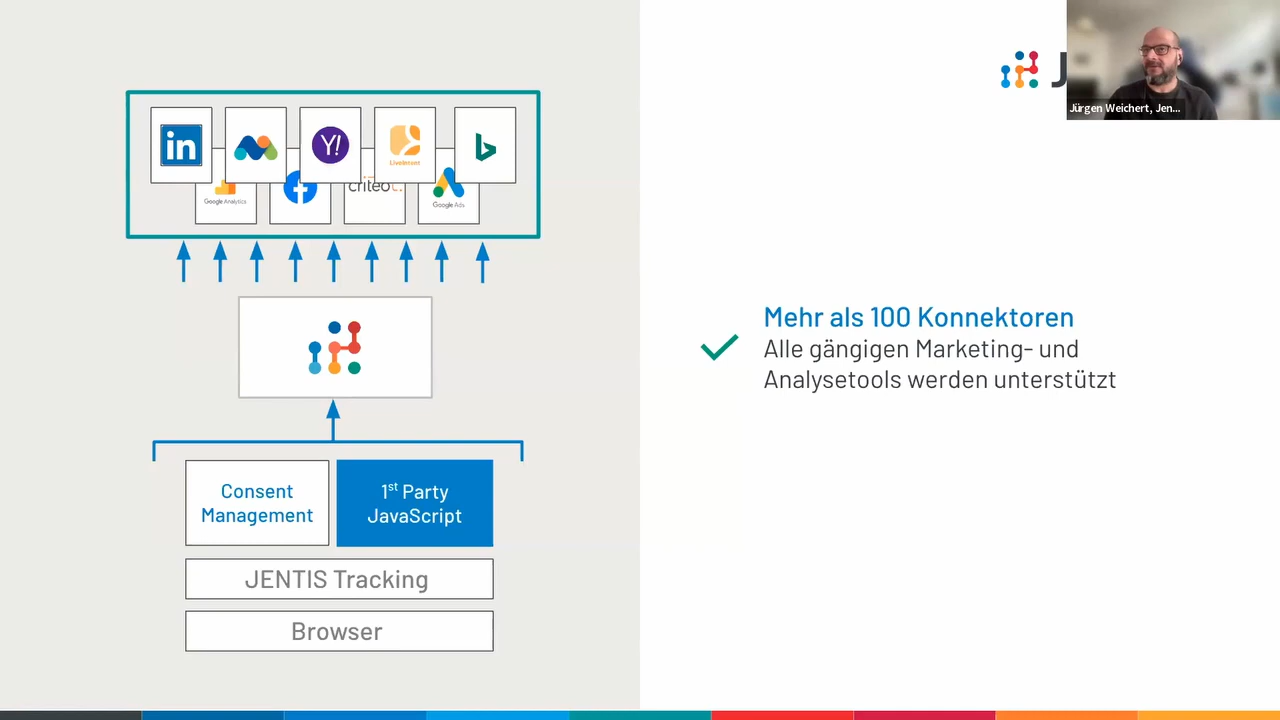 J
Jürgen Weichert, Jen...
in
Y!
LiveIntent
b
Google Analytics
criteo
Google Ads
Mehr als 100 Konnektoren
Alle gängigen Marketing- und
Analysetools werden unterstützt
Consent
Management
1st Party
JavaScript
JENTIS Tracking
Browser